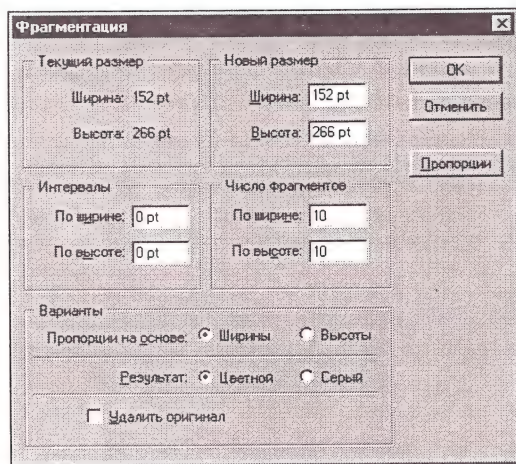 Фрагментация
Текущий размер
Ширина: 152 pt
Высота: 266 pt
Новый размер
Ширина: 152 pt
Высота: 266 pt
OK
Отменить
Пропорции
Интервалы
По ширине: 0 pt
По высоте: 0 pt
Число фрагментов
По ширине: 10
По высоте: 10
Варианты
Пропорции на основе: Ширины Высоты
Результат: Цветной Серый
Удалить оригинал